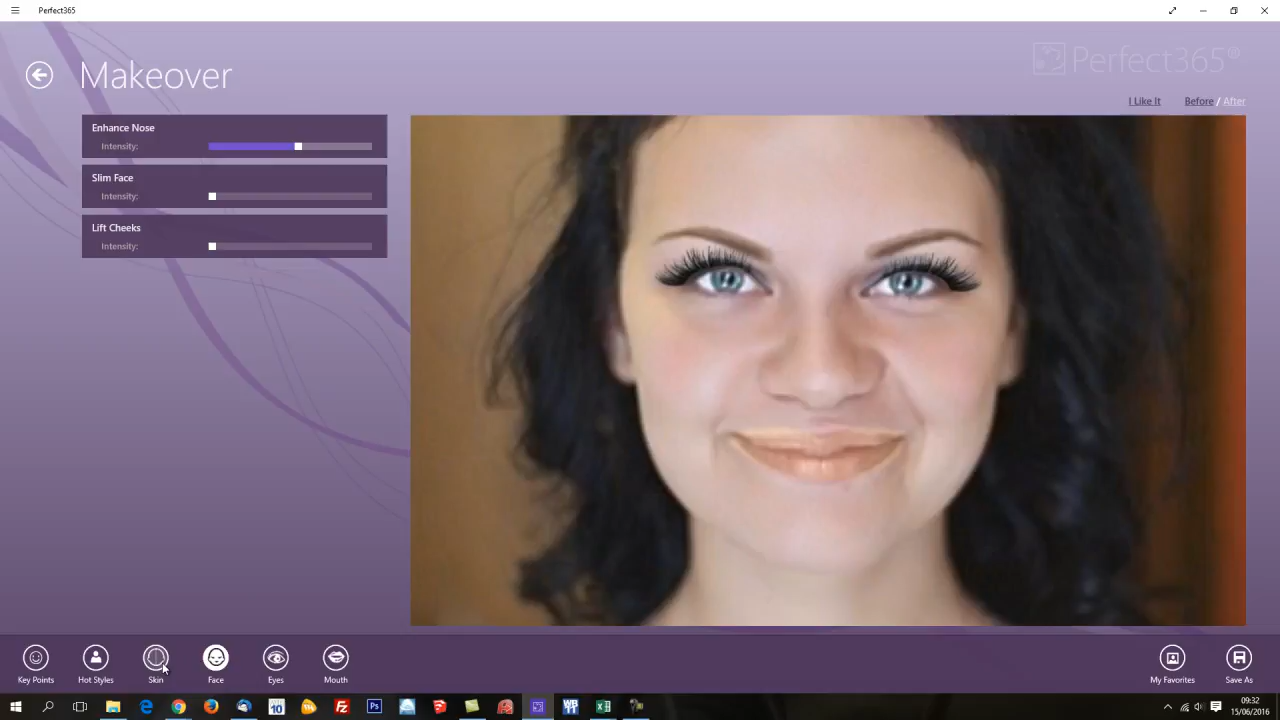 Perfect365
Makeover
Perfect365®
I Like It
Before / After
Enhance Nose
Intensity:
Slim Face
Intensity:
Lift Cheeks
Intensity:
Key Points
Hot Styles
Skin
Face
Eyes
Mouth
My Favorites
Save As
09:32
15/06/2016